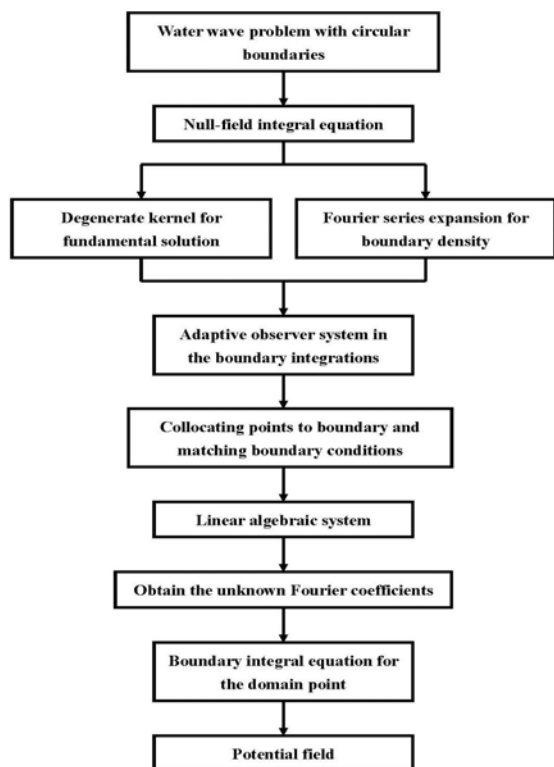 Water wave problem with circular
boundaries
Null-field integral equation
Degenerate kernel for
fundamental solution
Fourier series expansion for
boundary density
Adaptive observer system in
the boundary integrations
Collocating points to boundary and
matching boundary conditions
Linear algebraic system
Obtain the unknown Fourier coefficients
Boundary integral equation for
the domain point
Potential field